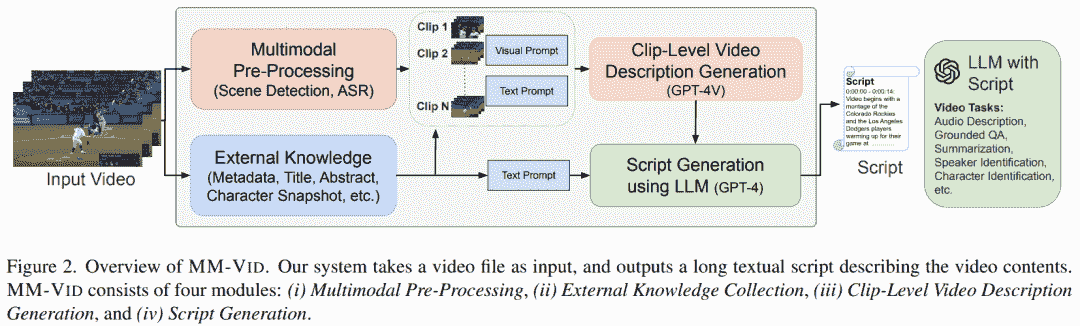 Input Video
Multimodal
Pre-Processing
(Scene Detection, ASR)
External Knowledge
(Metadata, Title, Abstract,
Character Snapshot, etc.)
Clip 1
Clip 2
Clip N
Visual Prompt
Text Prompt
Text Prompt
Clip-Level Video
Description Generation
(GPT-4V)
Script Generation
using LLM (GPT-4)
Script
0:00:00 - 0:01:14:
Video begins with a
montage of the
Colorado Rockies
and the Los Angeles
Dodgers players
warming up for their
game at ............
Script
LLM with
Script
Video Tasks:
Audio Description,
Grounded QA,
Summarization,
Speaker Identification,
Character Identification,
etc.
Figure 2. Overview of MM-VID. Our system takes a video file as input, and outputs a long textual script describing the video contents.
MM-VID consists of four modules: (i) Multimodal Pre-Processing, (ii) External Knowledge Collection, (iii) Clip-Level Video Description
Generation, and (iv) Script Generation.